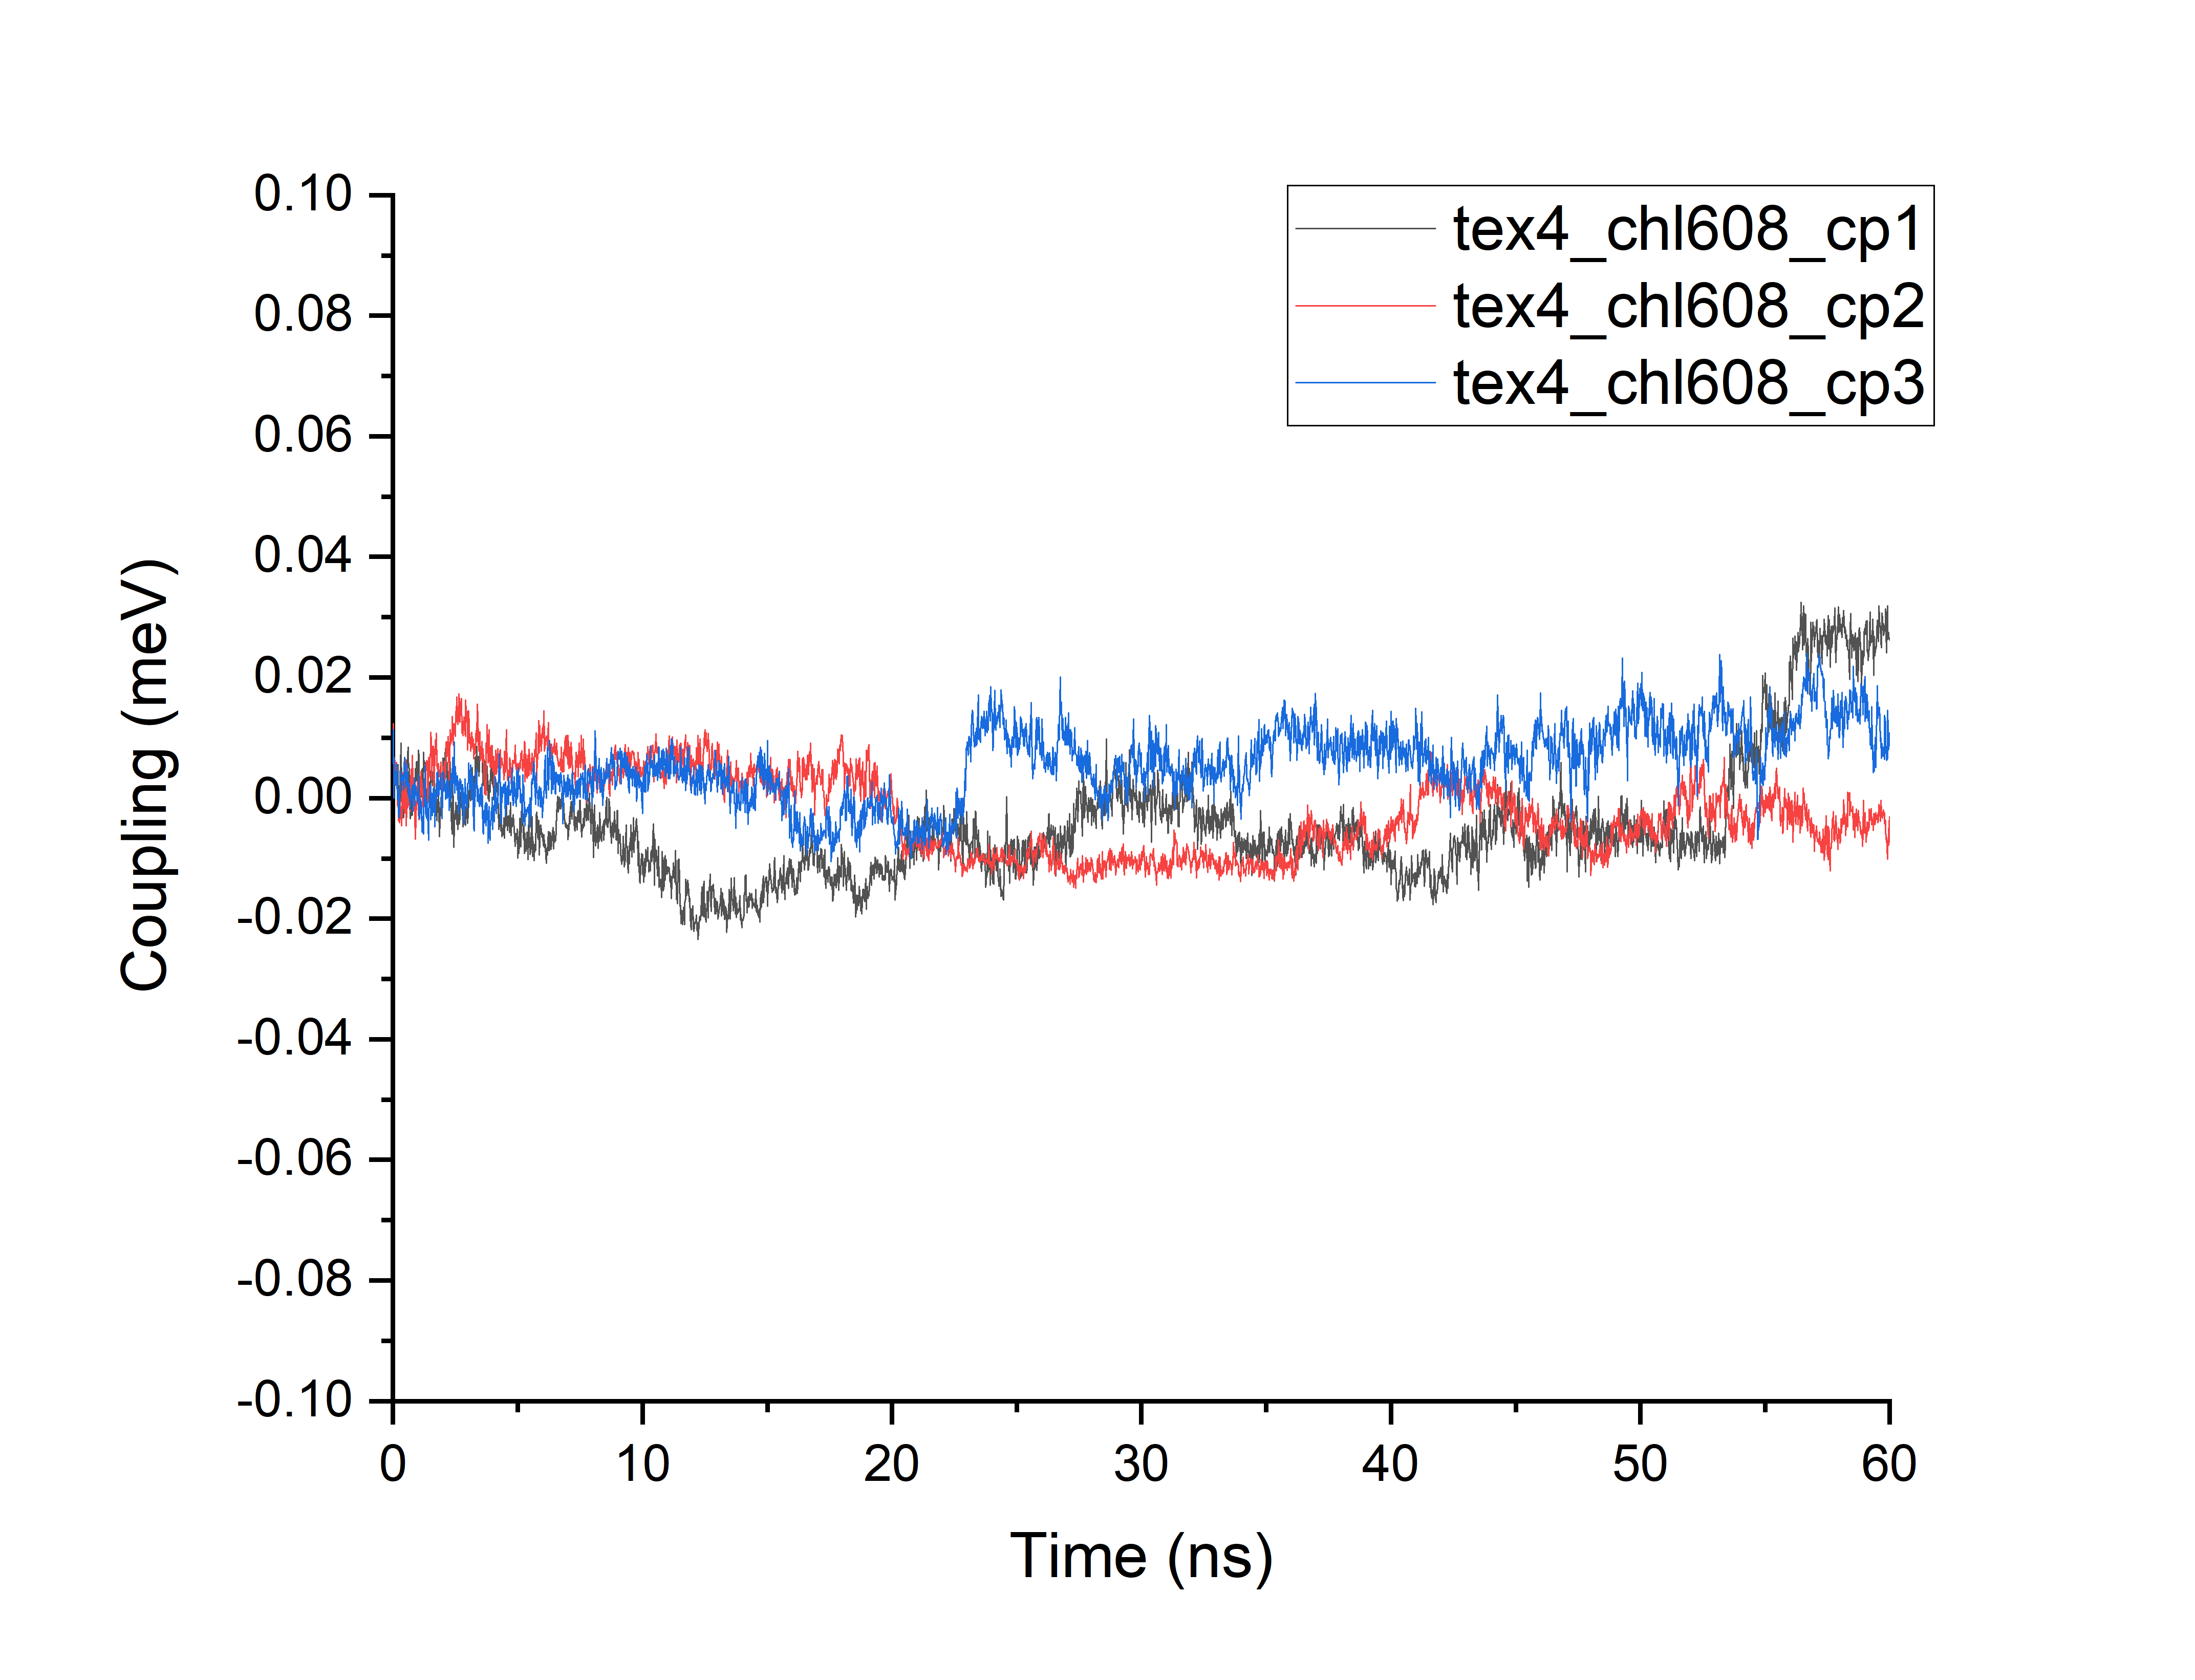 tex4_chl608_cp1
tex4_chl608_cp2
tex4_chl608_cp3
Coupling (meV)
0.10
0.08
0.06
0.04
0.02
0.00
-0.02
-0.04
-0.06
-0.08
-0.10
0 10 20 30 40 50 60
Time (ns)